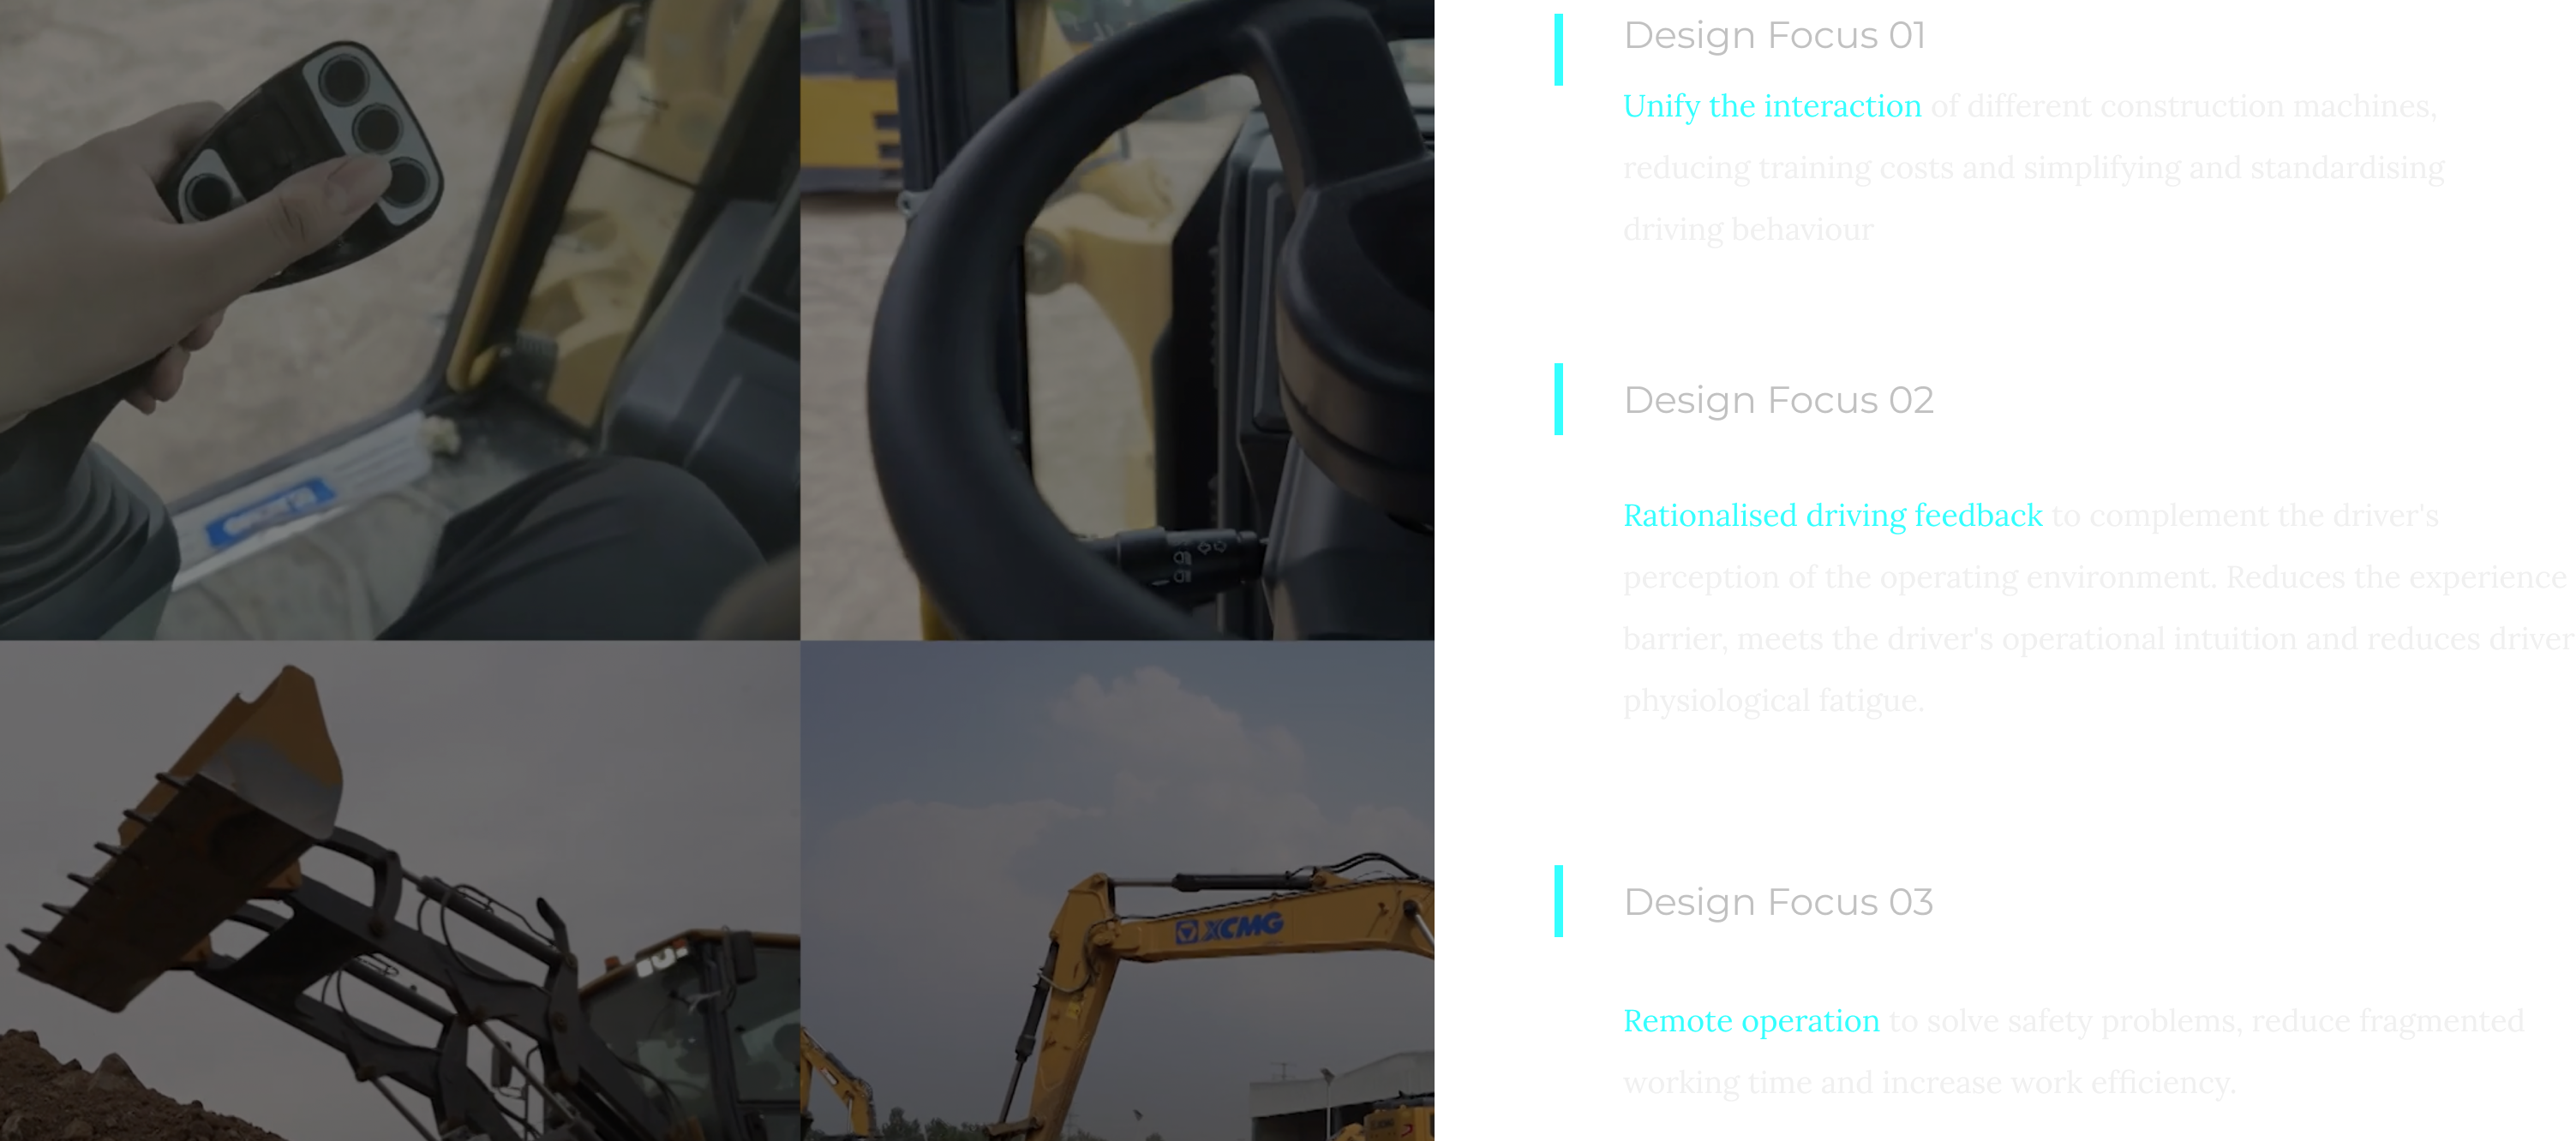 XCMG
Design Focus 01
Unify the interaction of different construction machines,
reducing training costs and simplifying and standardising
driving behaviour
Design Focus 02
Rationalised driving feedback to complement the driver's
perception of the operating environment. Reduces the experience
barrier, meets the driver's operational intuition and reduces driver
physiological fatigue.
Design Focus 03
Remote operation to solve safety problems, reduce fragmented
working time and increase work efficiency.